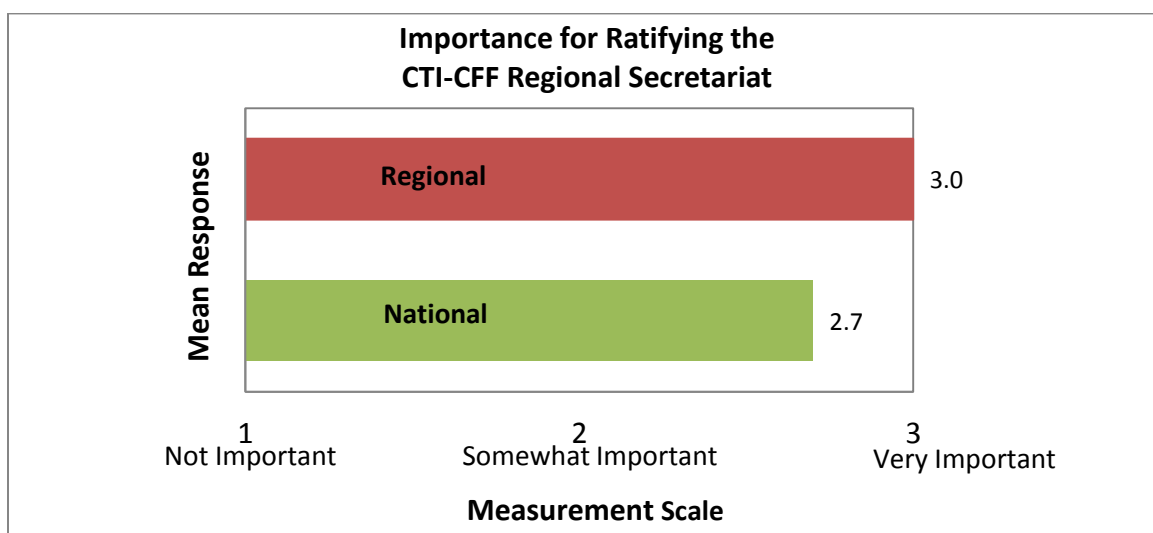 Importance for Ratifying the
CTI-CFF Regional Secretariat
Mean Response
Regional
3.0
National
2.7
1
2
3
Not Important
Somewhat Important
Very Important
Measurement Scale